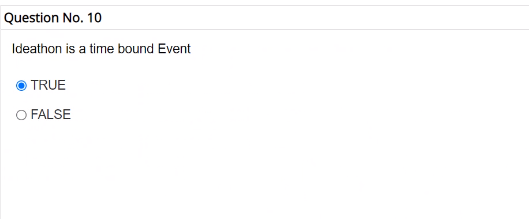 Question No. 10
Ideathon is a time bound Event
TRUE
FALSE